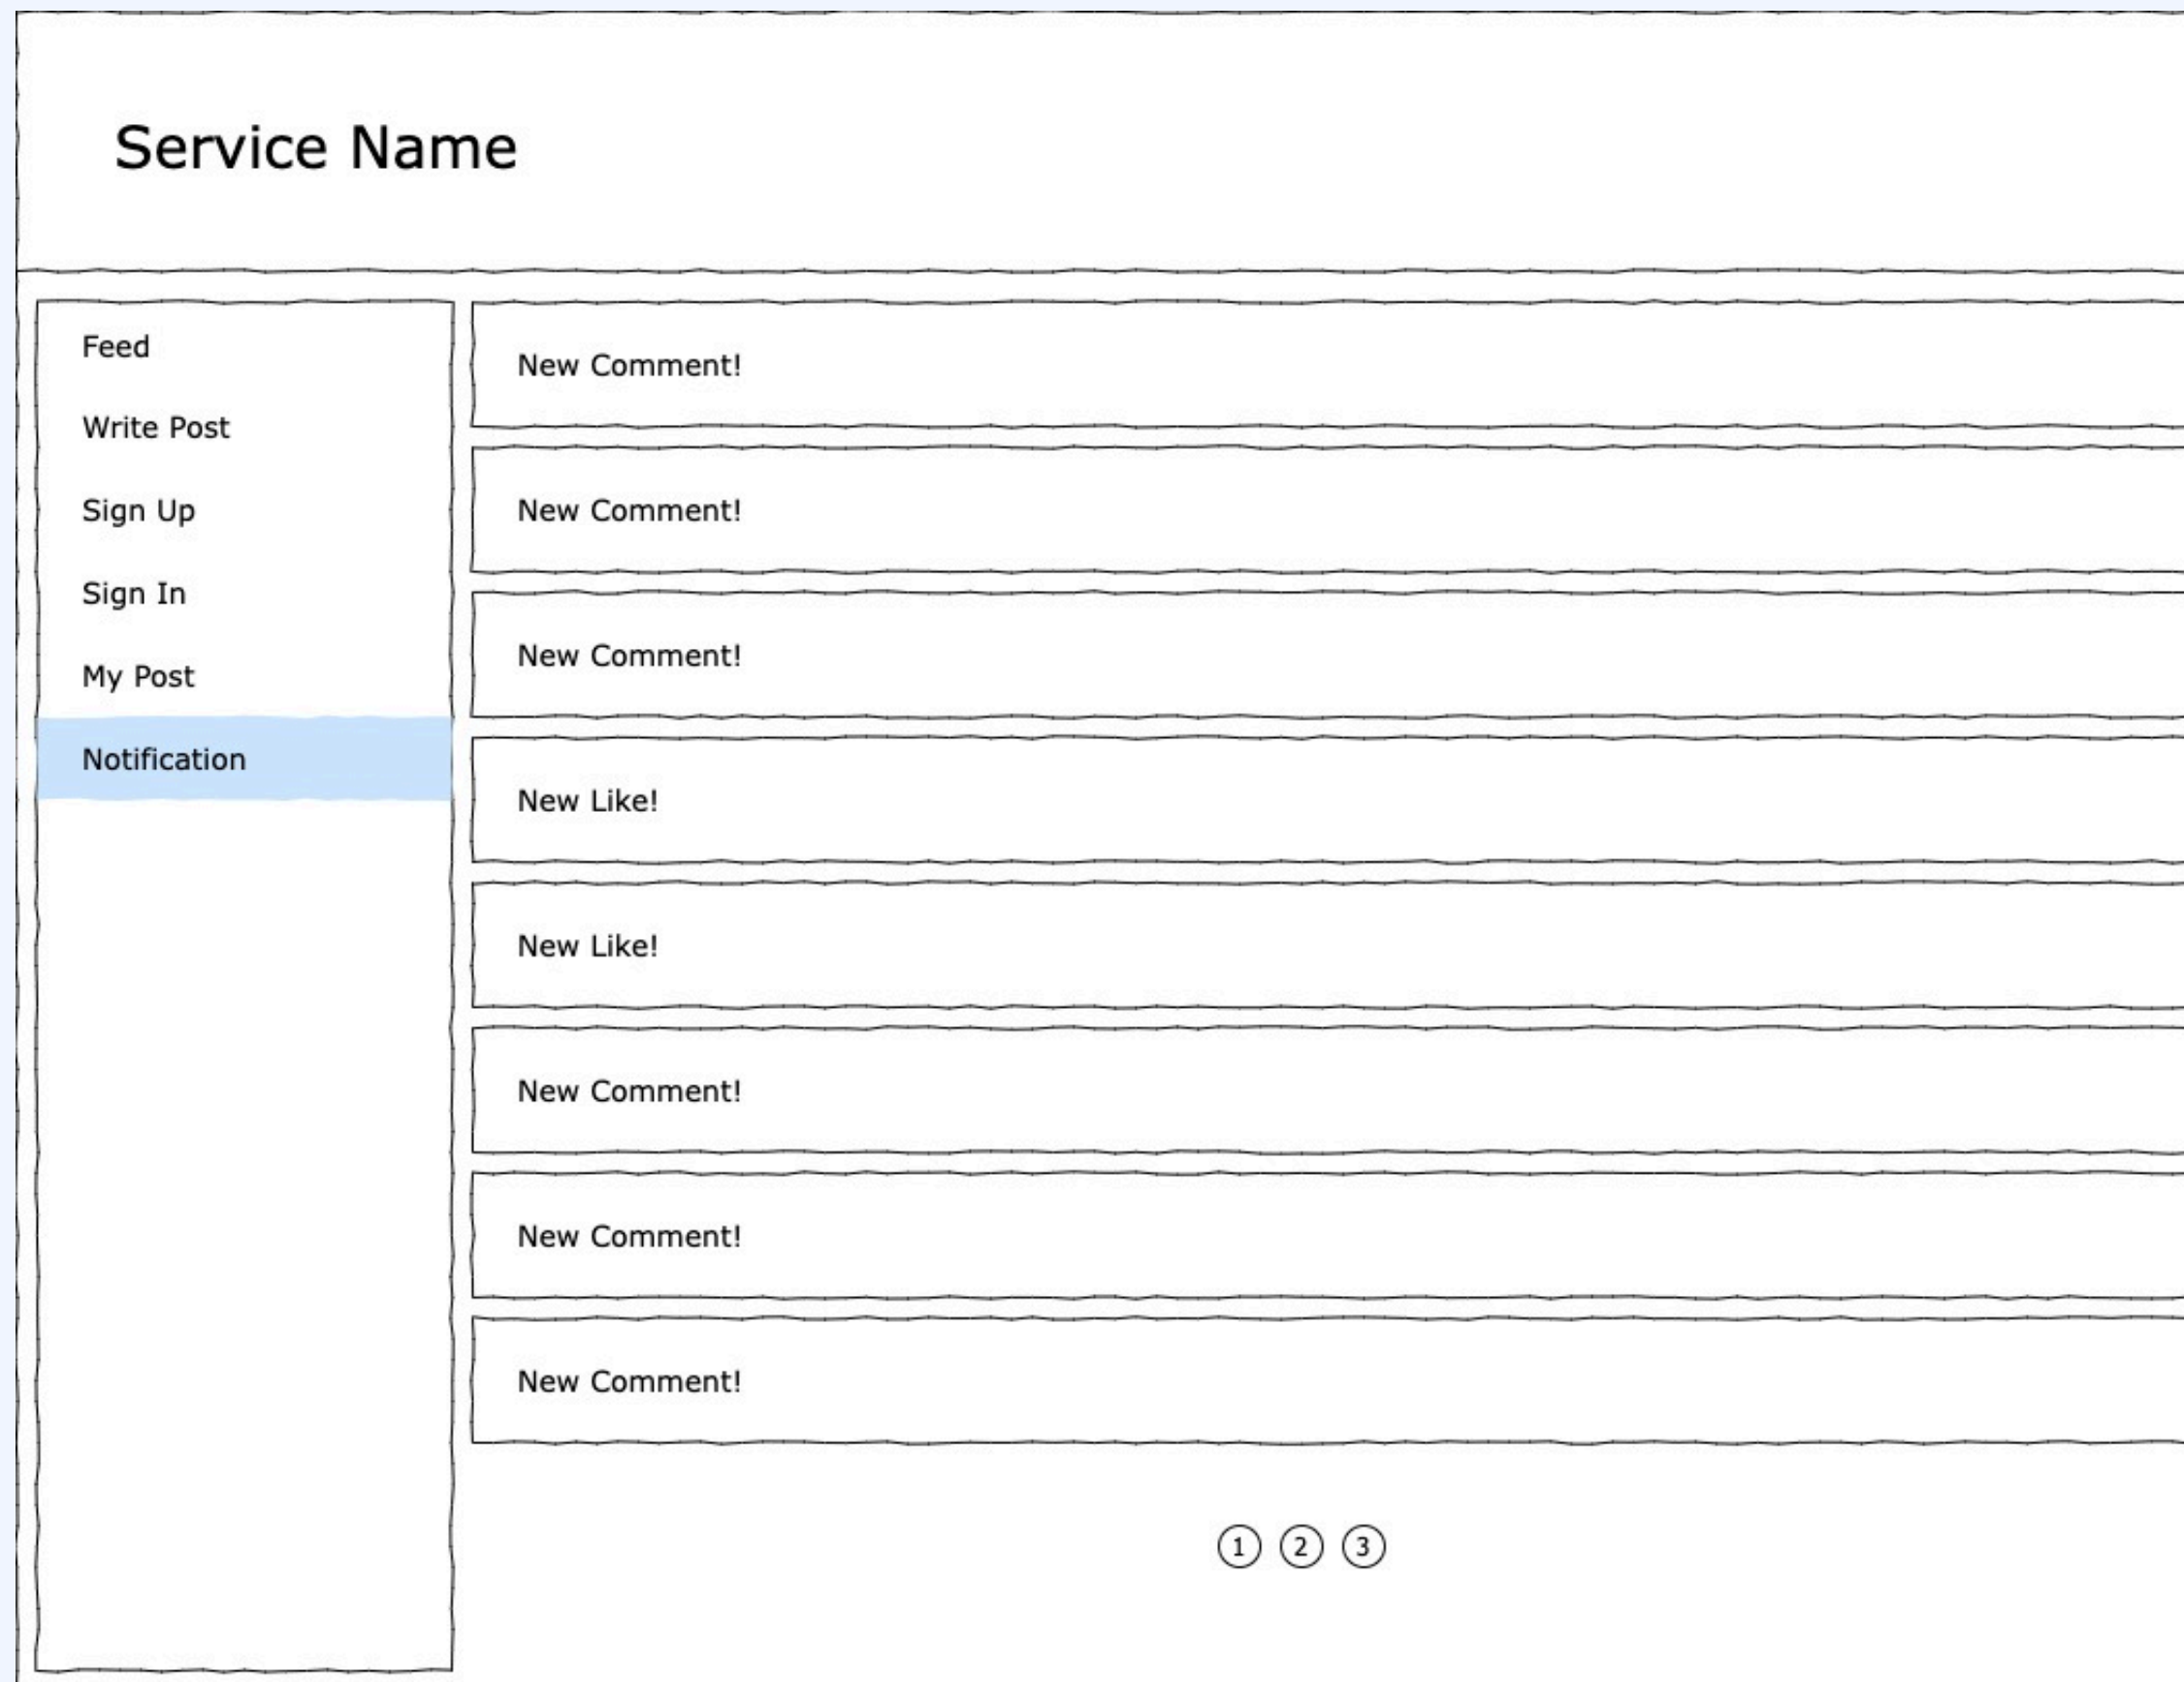 Service Name
Feed
Write Post
Sign Up
Sign In
My Post
Notification
New Comment!
New Comment!
New Comment!
New Like!
New Like!
New Comment!
New Comment!
New Comment!
1 2 3